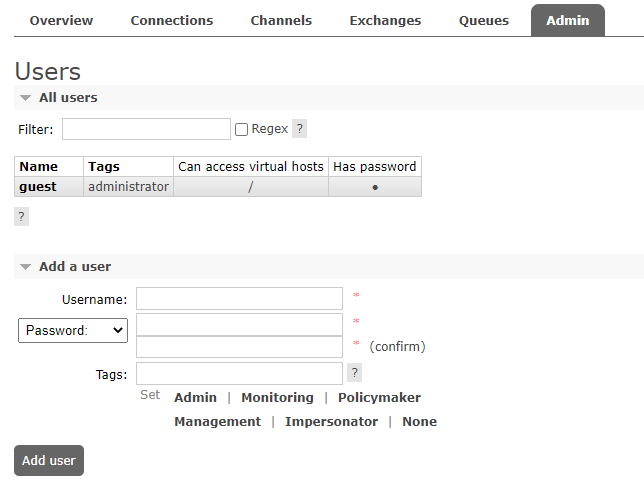 Overview Connections Channels Exchanges Queues Admin
Users
All users
Filter: Regex ?
Name Tags Can access virtual hosts Has password
guest administrator / ●
?
Add a user
Username: *
Password: *
* (confirm)
Tags: ?
Set Admin | Monitoring | Policymaker
Management | Impersonator | None
Add user